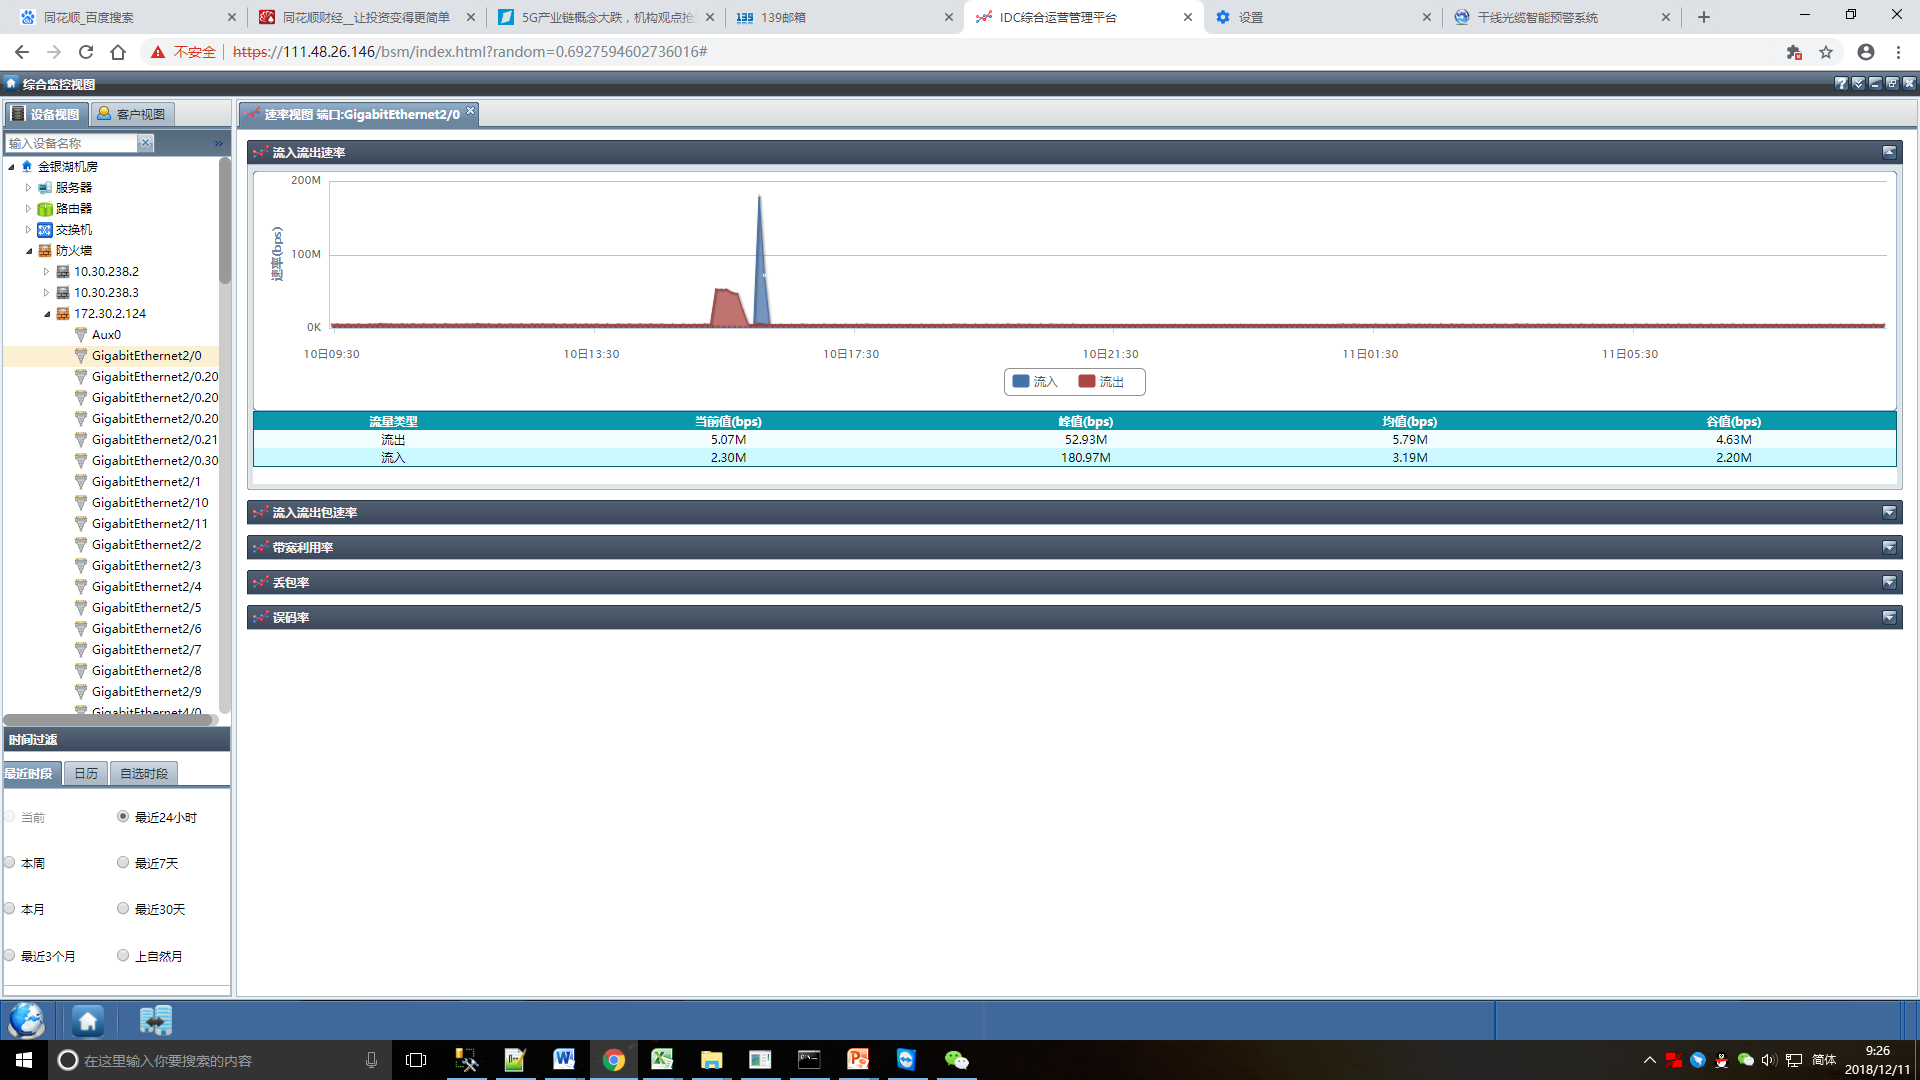 同花顺_百度搜索
同花顺财经__让投资变得更简单
5G产业链概念大跌，机构观点抢
139邮箱
IDC综合运营管理平台
设置
干线光缆智能预警系统
不安全 https://111.48.26.146/bsm/index.html?random=0.6927594602736016#
综合监控视图
设备视图
客户视图
输入设备名称
金银湖机房
服务器
路由器
交换机
防火墙
10.30.238.2
10.30.238.3
172.30.2.124
Aux0
GigabitEthernet2/0
GigabitEthernet2/0.20
GigabitEthernet2/0.20
GigabitEthernet2/0.20
GigabitEthernet2/0.21
GigabitEthernet2/0.30
GigabitEthernet2/1
GigabitEthernet2/10
GigabitEthernet2/11
GigabitEthernet2/2
GigabitEthernet2/3
GigabitEthernet2/4
GigabitEthernet2/5
GigabitEthernet2/6
GigabitEthernet2/7
GigabitEthernet2/8
GigabitEthernet2/9
GigabitEthernet4/0
时间过滤
最近时段 日历 自选时段
当前 最近24小时
本周 最近7天
本月 最近30天
最近3个月 上自然月
速率视图 端口:GigabitEthernet2/0
流入流出速率
速率(bps)
200M
100M
0K
10日09:30 10日13:30 10日17:30 10日21:30 11日01:30 11日05:30
流入 流出
流量类型 当前值(bps) 峰值(bps) 均值(bps) 谷值(bps)
流出 5.07M 52.93M 5.79M 4.63M
流入 2.30M 180.97M 3.19M 2.20M
流入流出包速率
带宽利用率
丢包率
误码率
在这里输入你要搜索的内容
简体
9:26
2018/12/11